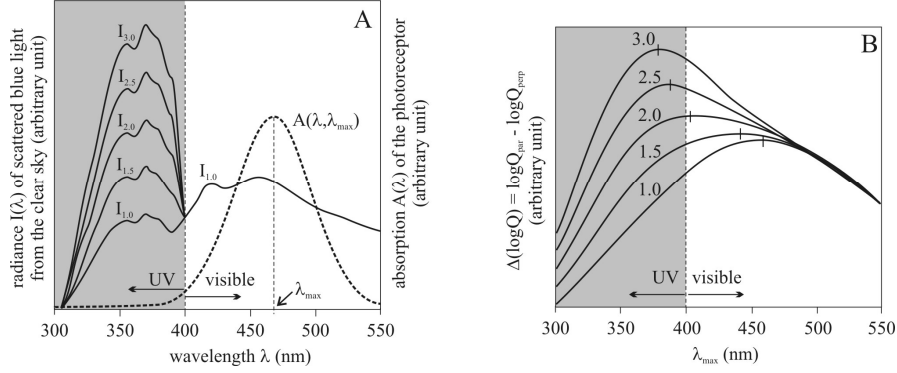 A
radiance I(λ) of scattered blue light
from the clear sky (arbitrary unit)
I3.0
I2.5
I2.0
I1.5
I1.0
I1.0
A(λ,λmax)
UV
visible
λmax
300 350 400 450 500 550
wavelength λ (nm)
absorption A(λ) of the photoreceptor
(arbitrary unit)
B
Δ(logQ) = logQpar - logQperp
(arbitrary unit)
3.0
2.5
2.0
1.5
1.0
UV
visible
300 350 400 450 500 550
λmax (nm)